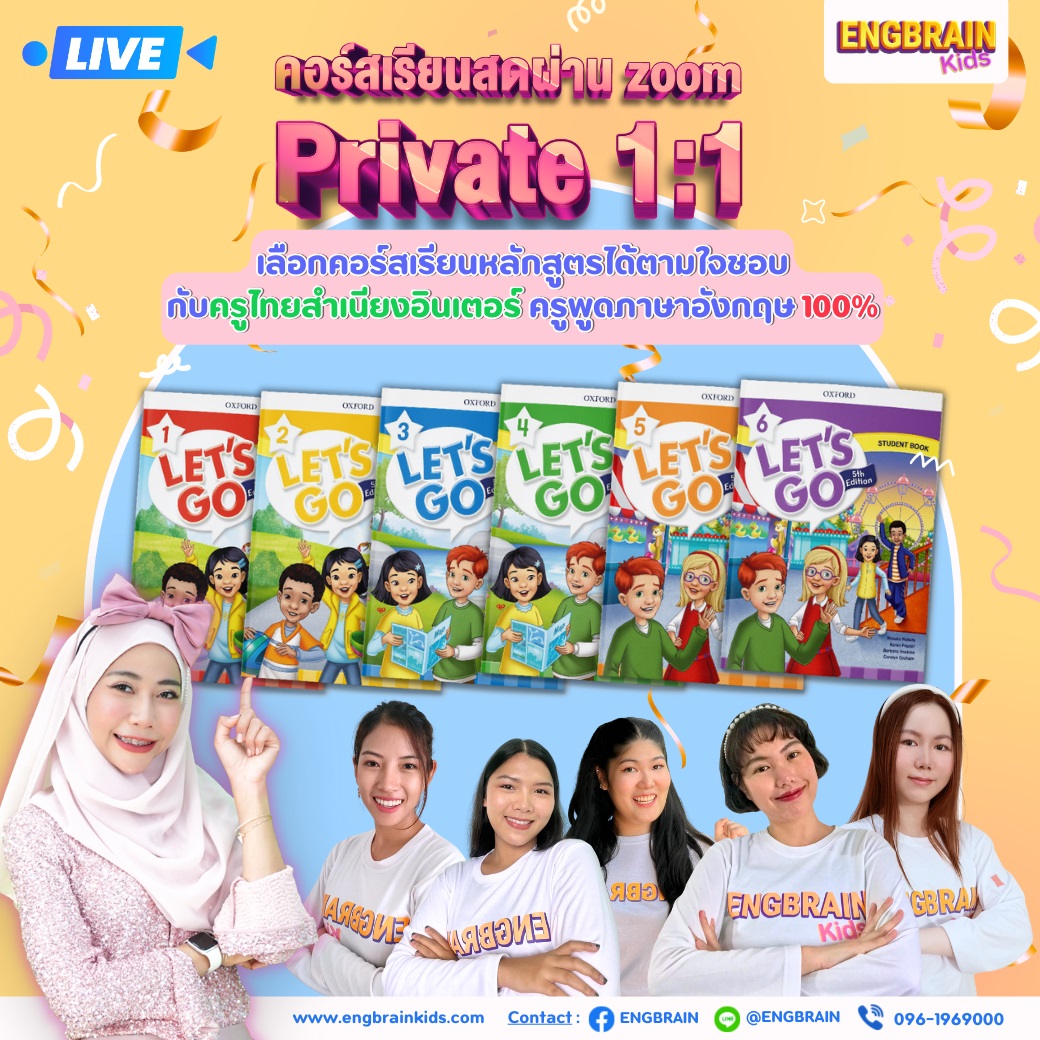 LIVE
ENGBRAIN
Kids
คอร์สเรียนสดผ่าน zoom
Private 1:1
เลือกคอร์สเรียนหลักสูตรได้ตามใจชอบ
กับครูไทยสำเนียงอินเตอร์ ครูพูดภาษาอังกฤษ 100%
OXFORD
1
LET'S
GO
OXFORD
2
LET'S
GO
OXFORD
3
LET'S
GO
OXFORD
4
LET'S
GO
OXFORD
5
LET'S
GO
OXFORD
6
LET'S
GO
5th
Edition
STUDENT BOOK
ENGBRAIN
ENGBRAIN
Kids
www.engbrainkids.com Contact : ENGBRAIN @ENGBRAIN 096-1969000